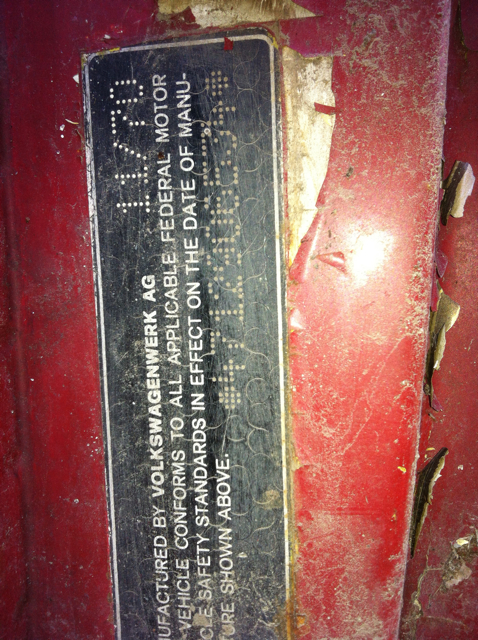 UFACTURED BY VOLKSWAGENWERK AG 11/70
VEHICLE CONFORMS TO ALL APPLICABLE FEDERAL MOTOR
CLE SAFETY STANDARDS IN EFFECT ON THE DATE OF MANU-
URE SHOWN ABOVE.